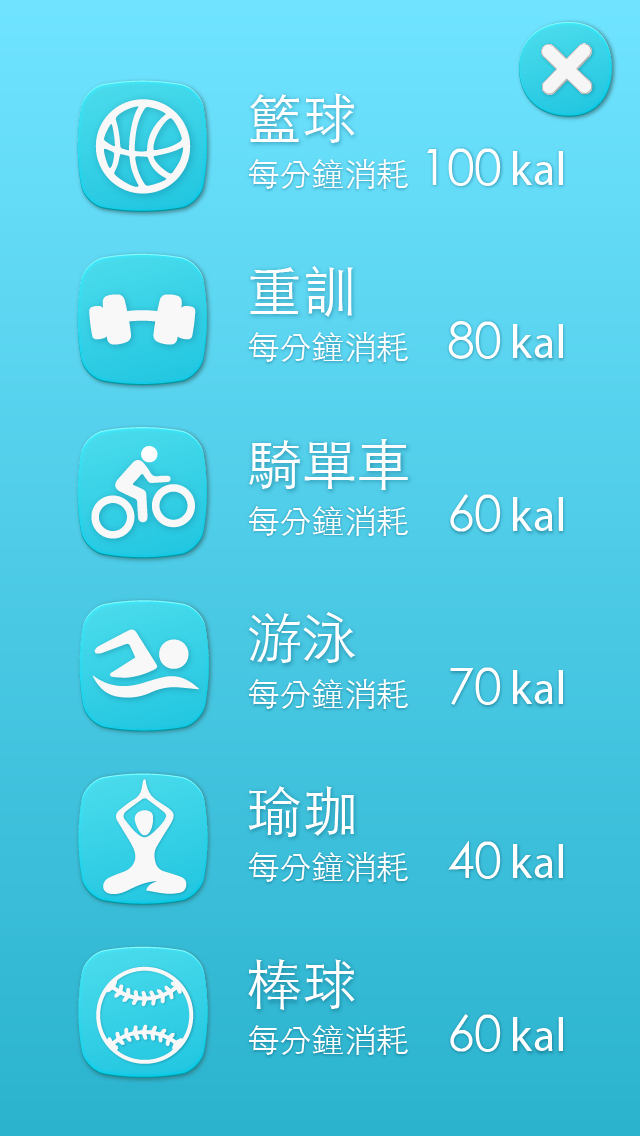 籃球
每分鐘消耗 100 kal
重訓
每分鐘消耗 80 kal
騎單車
每分鐘消耗 60 kal
游泳
每分鐘消耗 70 kal
瑜珈
每分鐘消耗 40 kal
棒球
每分鐘消耗 60 kal